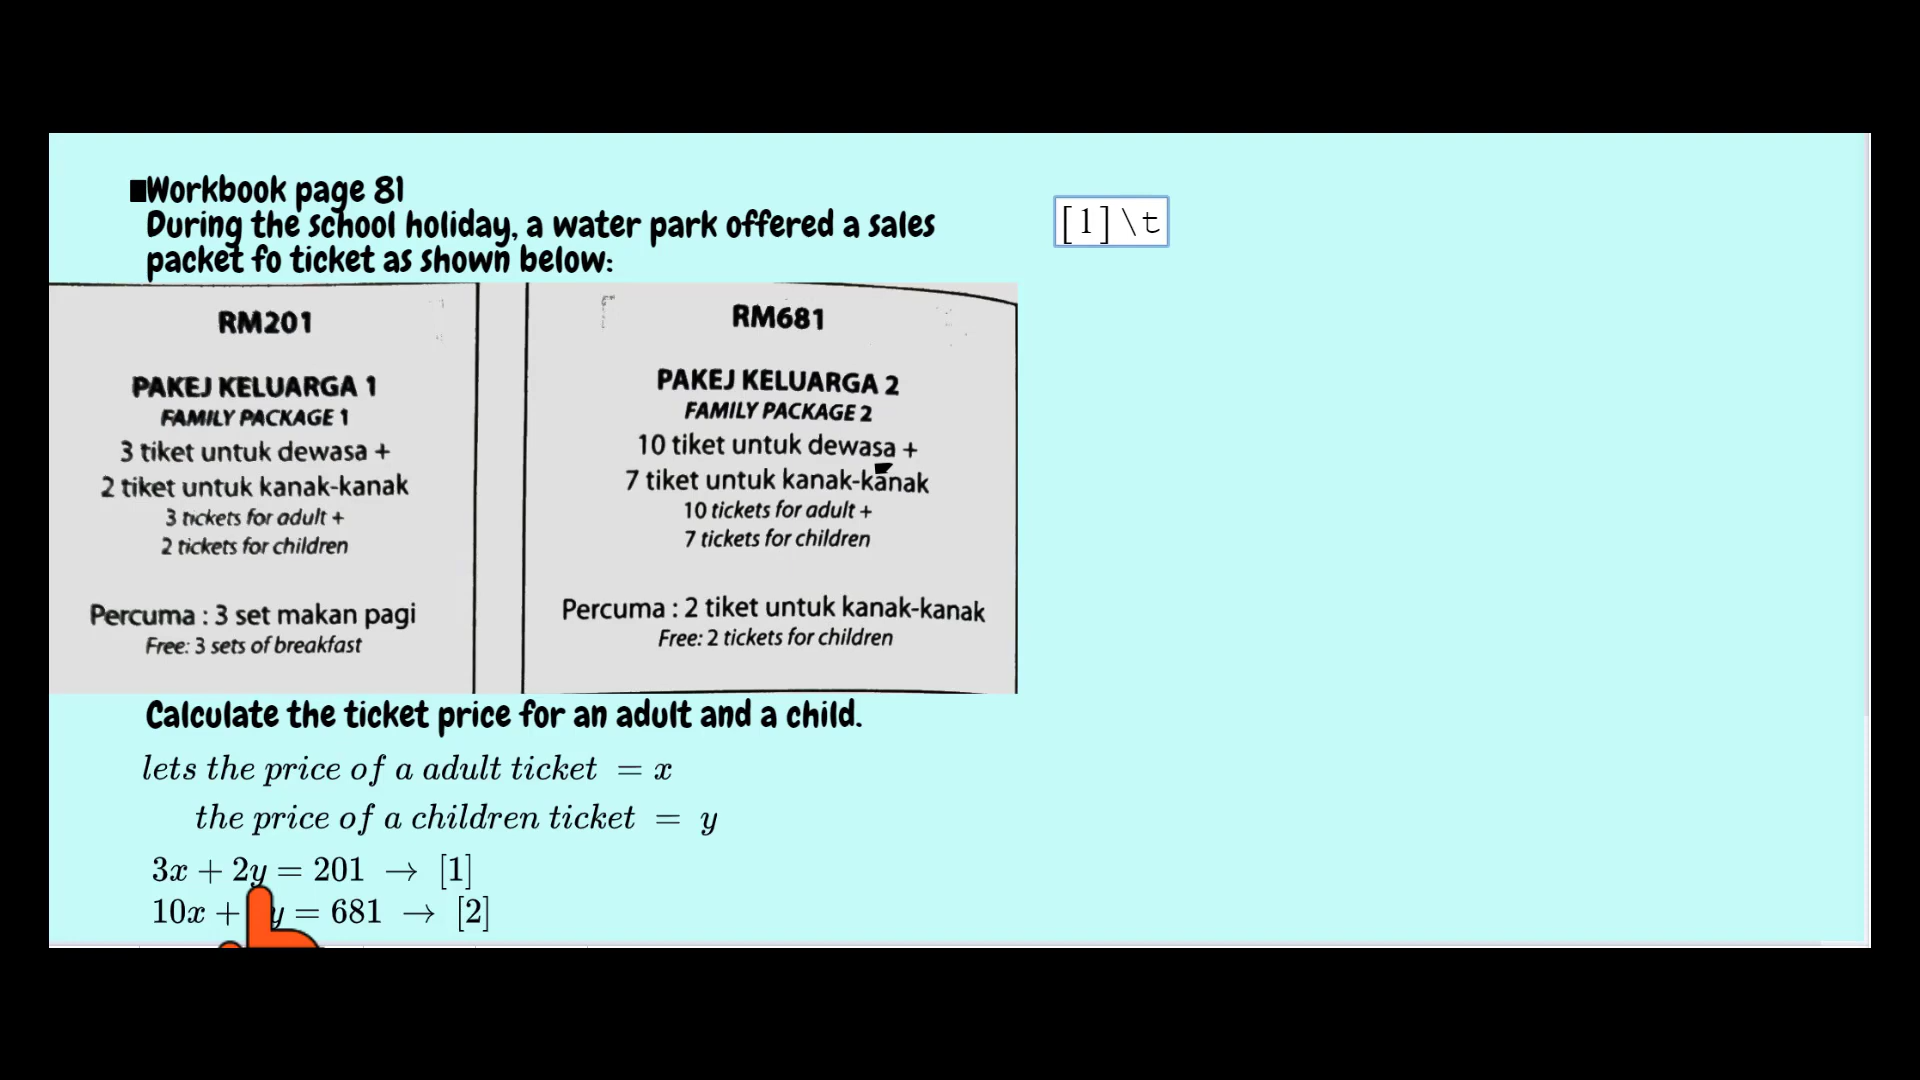 Workbook page 81
During the school holiday, a water park offered a sales
packet fo ticket as shown below:
RM201
PAKEJ KELUARGA 1
FAMILY PACKAGE 1
3 tiket untuk dewasa +
2 tiket untuk kanak-kanak
3 tickets for adult +
2 tickets for children
Percuma : 3 set makan pagi
Free: 3 sets of breakfast
RM681
PAKEJ KELUARGA 2
FAMILY PACKAGE 2
10 tiket untuk dewasa +
7 tiket untuk kanak-kanak
10 tickets for adult +
7 tickets for children
Percuma : 2 tiket untuk kanak-kanak
Free: 2 tickets for children
Calculate the ticket price for an adult and a child.
lets the price of a adult ticket = x
the price of a children ticket = y
3x + 2y = 201 → [1]
10x + y = 681 → [2]
[1]\t